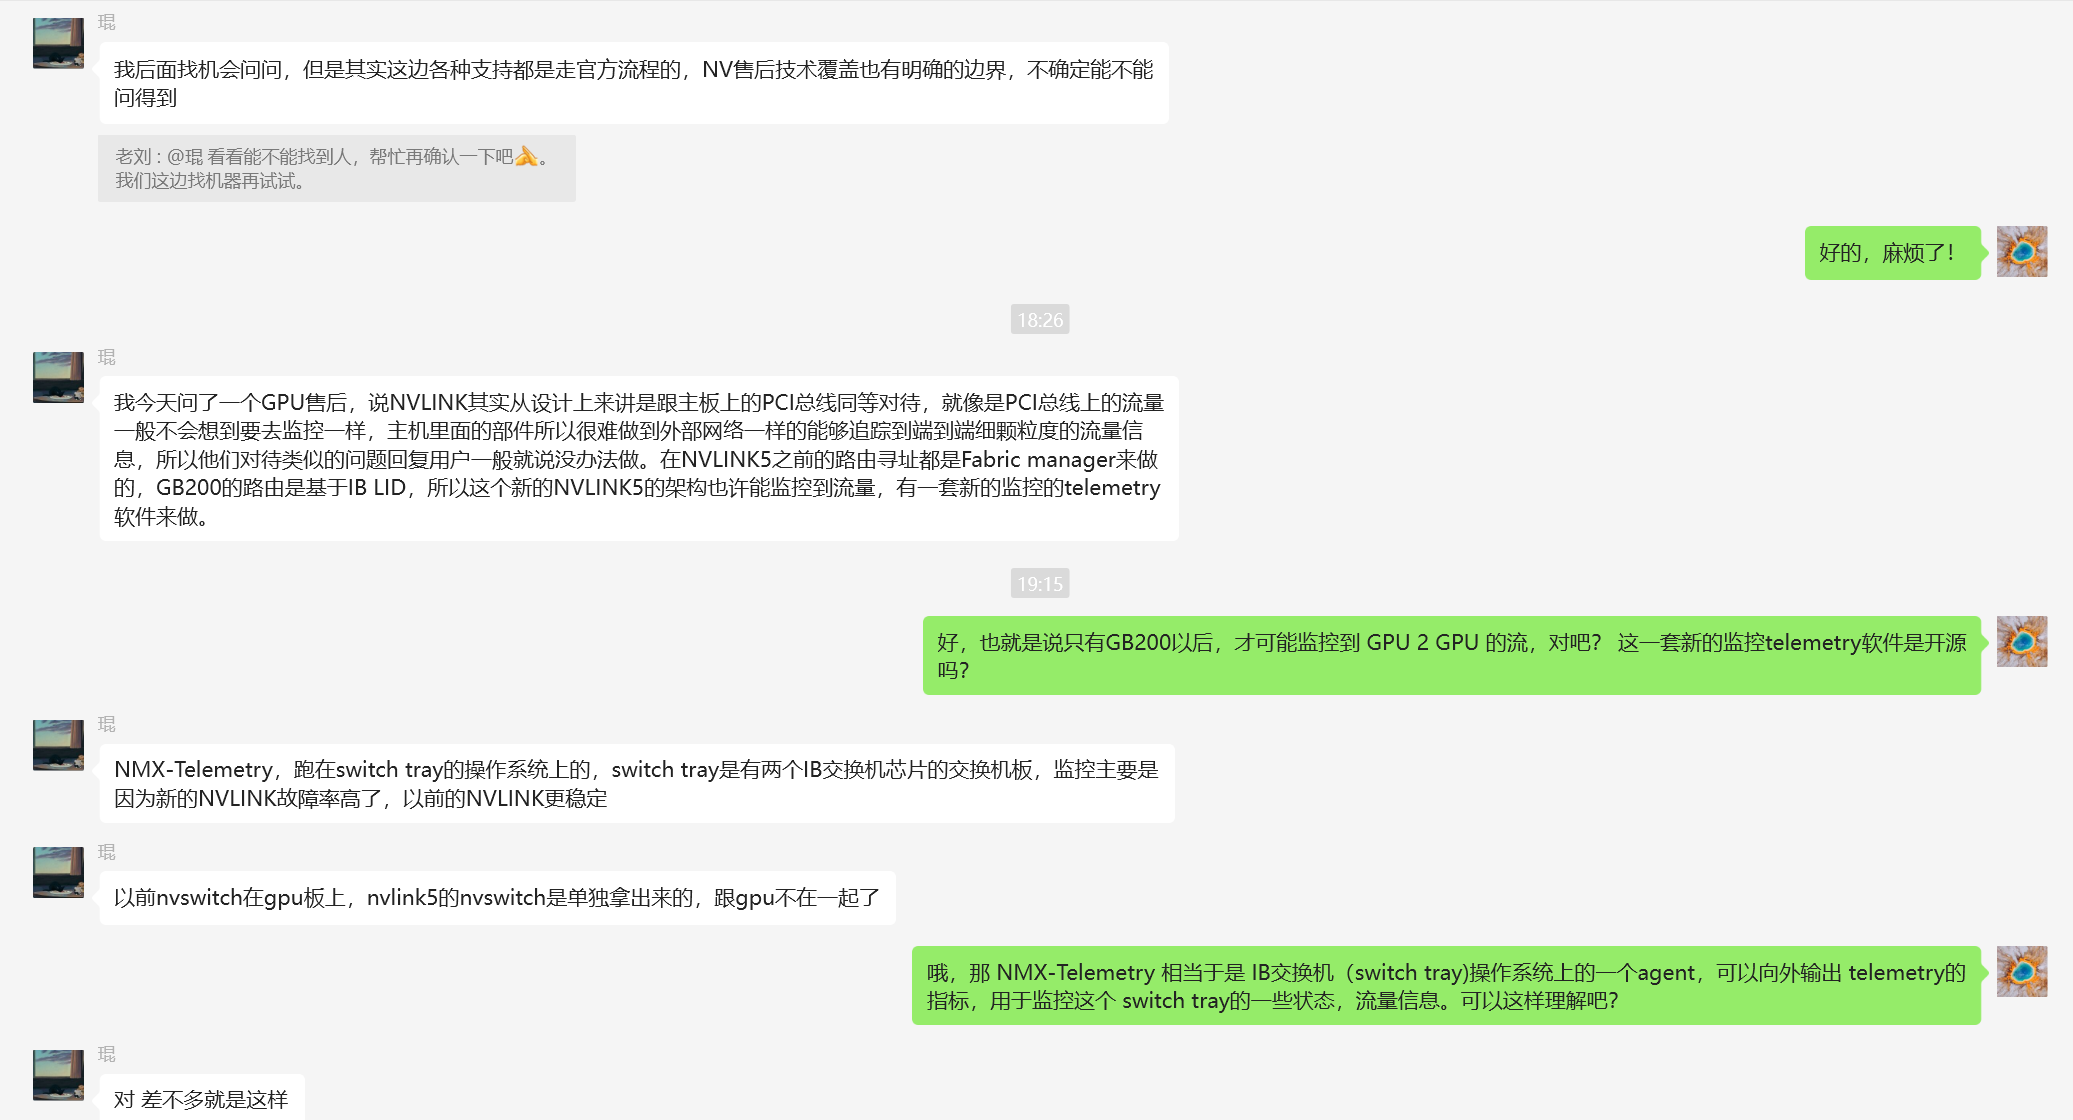 琨
我后面找机会问问，但是其实这边各种支持都是走官方流程的，NV售后技术覆盖也有明确的边界，不确定能不能
问得到
老刘 : @琨 看看能不能找到人，帮忙再确认一下吧🙏。
我们这边找机器再试试。
好的，麻烦了！
18:26
琨
我今天问了一个GPU售后，说NVLINK其实从设计上来讲是跟主板上的PCI总线同等对待，就像是PCI总线上的流量
一般不会想到要去监控一样，主机里面的部件所以很难做到外部网络一样的能够追踪到端到端细颗粒度的流量信
息，所以他们对待类似的问题回复用户一般就说没办法做。在NVLINK5之前的路由寻址都是Fabric manager来做
的，GB200的路由是基于IB LID，所以这个新的NVLINK5的架构也许能监控到流量，有一套新的监控的telemetry
软件来做。
19:15
好，也就是说只有GB200以后，才可能监控到 GPU 2 GPU 的流，对吧？ 这一套新的监控telemetry软件是开源
吗？
琨
NMX-Telemetry，跑在switch tray的操作系统上的，switch tray是有两个IB交换机芯片的交换机板，监控主要是
因为新的NVLINK故障率高了，以前的NVLINK更稳定
琨
以前nvswitch在gpu板上，nvlink5的nvswitch是单独拿出来的，跟gpu不在一起了
哦，那 NMX-Telemetry 相当于是 IB交换机（switch tray)操作系统上的一个agent，可以向外输出 telemetry的
指标，用于监控这个 switch tray的一些状态，流量信息。可以这样理解吧？
琨
对 差不多就是这样